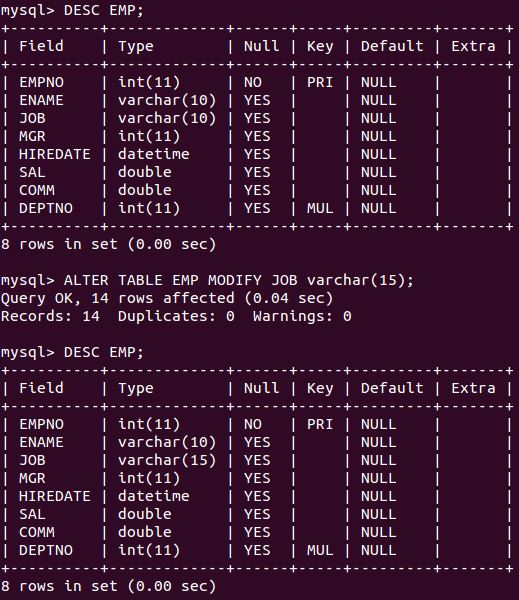 mysql> DESC EMP;
+----------+-------------+------+-----+---------+-------+
| Field    | Type        | Null | Key | Default | Extra |
+----------+-------------+------+-----+---------+-------+
| EMPNO    | int(11)     | NO   | PRI | NULL    |       |
| ENAME    | varchar(10) | YES  |     | NULL    |       |
| JOB      | varchar(10) | YES  |     | NULL    |       |
| MGR      | int(11)     | YES  |     | NULL    |       |
| HIREDATE | datetime    | YES  |     | NULL    |       |
| SAL      | double      | YES  |     | NULL    |       |
| COMM     | double      | YES  |     | NULL    |       |
| DEPTNO   | int(11)     | YES  | MUL | NULL    |       |
+----------+-------------+------+-----+---------+-------+
8 rows in set (0.00 sec)
mysql> ALTER TABLE EMP MODIFY JOB varchar(15);
Query OK, 14 rows affected (0.04 sec)
Records: 14  Duplicates: 0  Warnings: 0
mysql> DESC EMP;
+----------+-------------+------+-----+---------+-------+
| Field    | Type        | Null | Key | Default | Extra |
+----------+-------------+------+-----+---------+-------+
| EMPNO    | int(11)     | NO   | PRI | NULL    |       |
| ENAME    | varchar(10) | YES  |     | NULL    |       |
| JOB      | varchar(15) | YES  |     | NULL    |       |
| MGR      | int(11)     | YES  |     | NULL    |       |
| HIREDATE | datetime    | YES  |     | NULL    |       |
| SAL      | double      | YES  |     | NULL    |       |
| COMM     | double      | YES  |     | NULL    |       |
| DEPTNO   | int(11)     | YES  | MUL | NULL    |       |
+----------+-------------+------+-----+---------+-------+
8 rows in set (0.00 sec)